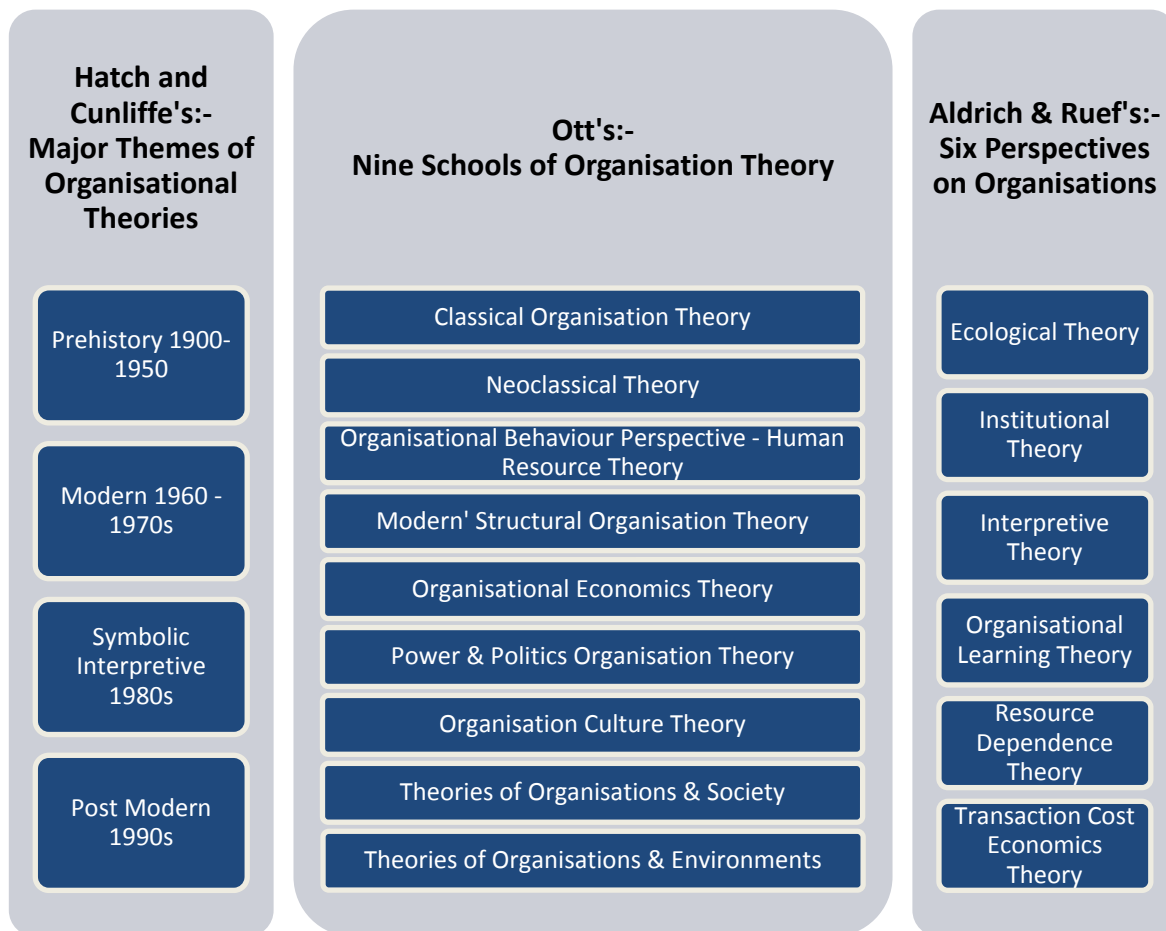 Hatch and
Cunliffe's:-
Major Themes of
Organisational
Theories
Prehistory 1900-
1950
Modern 1960 -
1970s
Symbolic
Interpretive
1980s
Post Modern
1990s
Ott's:-
Nine Schools of Organisation Theory
Classical Organisation Theory
Neoclassical Theory
Organisational Behaviour Perspective - Human
Resource Theory
Modern' Structural Organisation Theory
Organisational Economics Theory
Power & Politics Organisation Theory
Organisation Culture Theory
Theories of Organisations & Society
Theories of Organisations & Environments
Aldrich & Ruef's:-
Six Perspectives
on Organisations
Ecological Theory
Institutional
Theory
Interpretive
Theory
Organisational
Learning Theory
Resource
Dependence
Theory
Transaction Cost
Economics
Theory